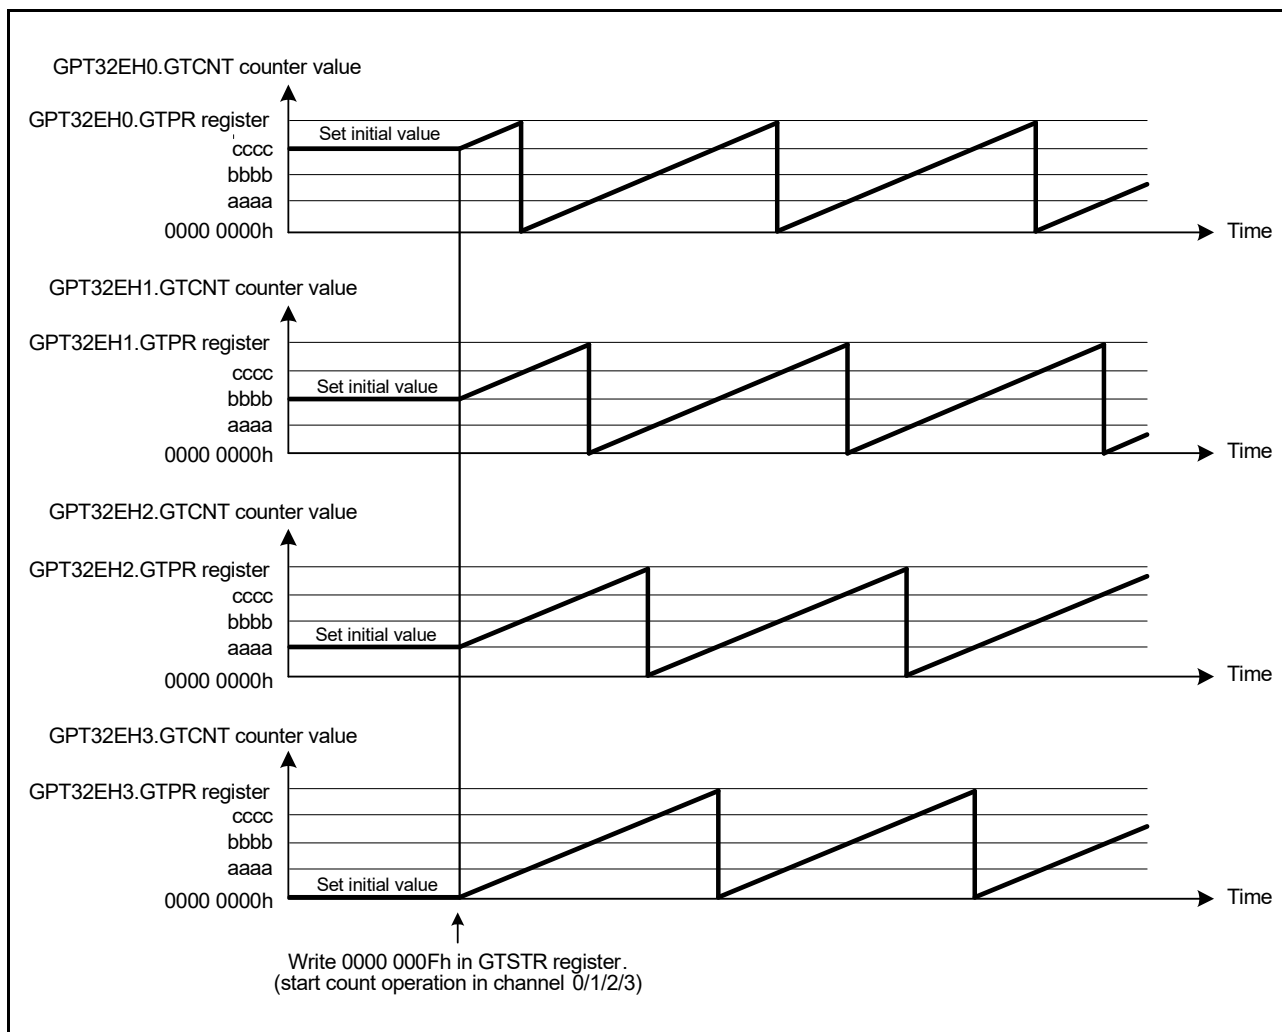 GPT32EH0.GTCNT counter value
GPT32EH0.GTPR register
Set initial value
cccc
bbbb
aaaa
0000 0000h
Time
GPT32EH1.GTCNT counter value
GPT32EH1.GTPR register
cccc
Set initial value
bbbb
aaaa
0000 0000h
Time
GPT32EH2.GTCNT counter value
GPT32EH2.GTPR register
cccc
bbbb
Set initial value
aaaa
0000 0000h
Time
GPT32EH3.GTCNT counter value
GPT32EH3.GTPR register
cccc
bbbb
aaaa
Set initial value
0000 0000h
Time
Write 0000 000Fh in GTSTR register.
(start count operation in channel 0/1/2/3)